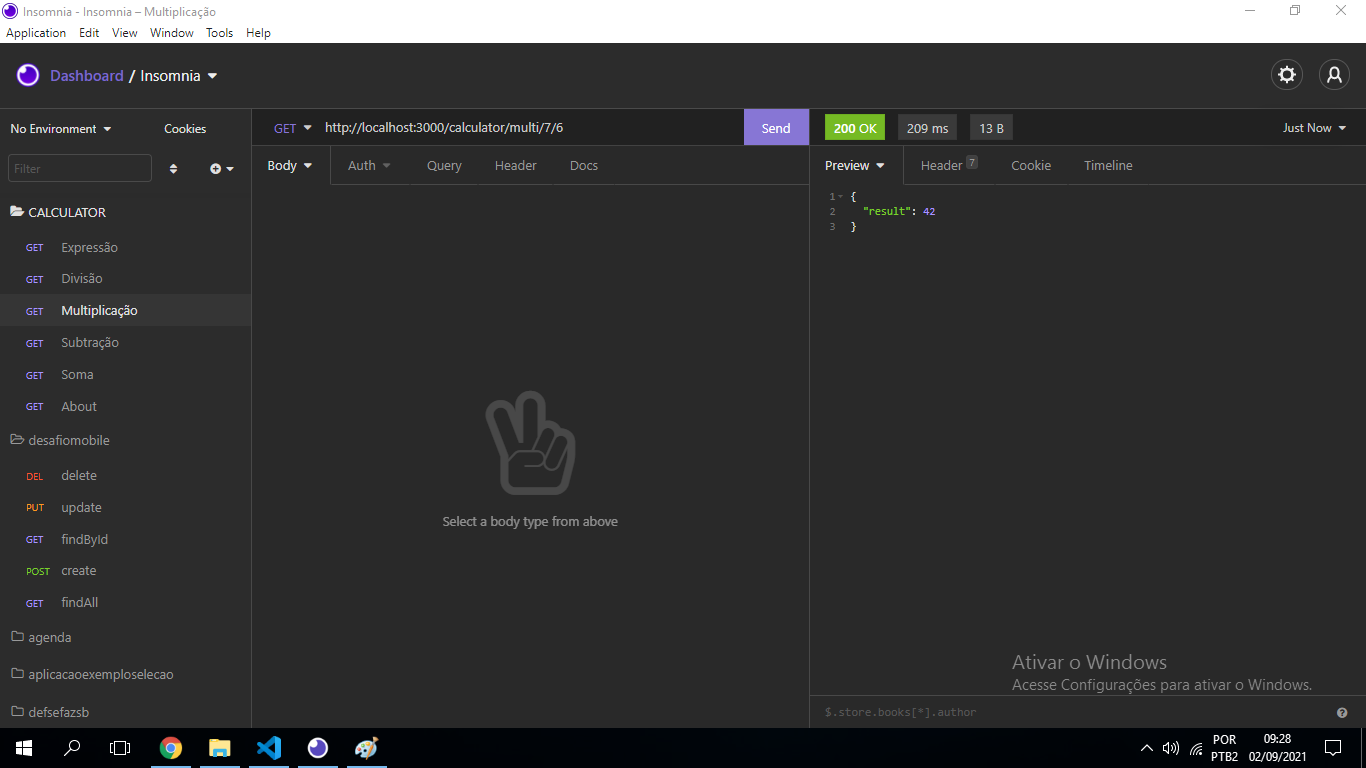 Insomnia - Insomnia – Multiplicação
Application Edit View Window Tools Help
Dashboard / Insomnia
No Environment Cookies
Filter
CALCULATOR
GET Expressão
GET Divisão
GET Multiplicação
GET Subtração
GET Soma
GET About
desafiomobile
DEL delete
PUT update
GET findById
POST create
GET findAll
agenda
aplicacaoexemploselecao
defsefazsb
GET http://localhost:3000/calculator/multi/7/6 Send
Body Auth Query Header Docs
Select a body type from above
200 OK 209 ms 13 B Just Now
Preview Header 7 Cookie Timeline
1 {
2 "result": 42
3 }
Ativar o Windows
Acesse Configurações para ativar o Windows.
$.store.books[*].author
POR 09:28
PTB2 02/09/2021